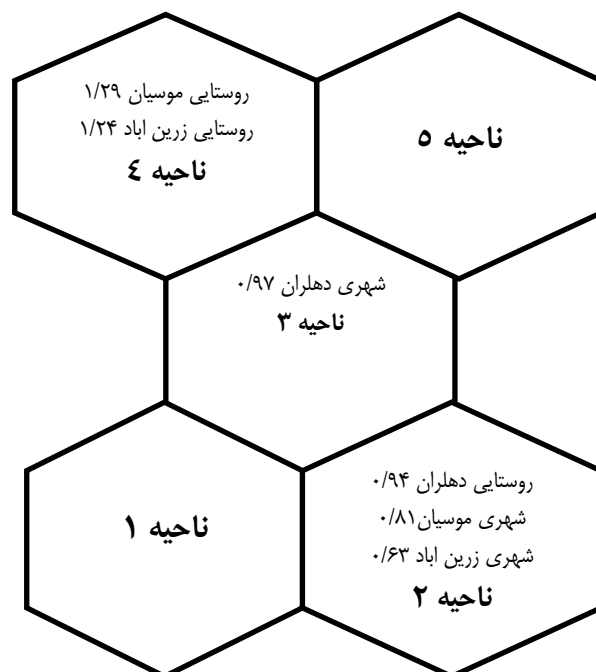 روستایی موسیان ۱/۲۹
روستایی زرین اباد ۱/۲۴
ناحیه ٤
ناحیه ٥
شهری دهلران ۰/۹۷
ناحیه ۳
ناحیه ۱
روستایی دهلران ۰/۹۴
شهری موسیان۰/۸۱
شهری زرین اباد ۰/۶۳
ناحیه ۲